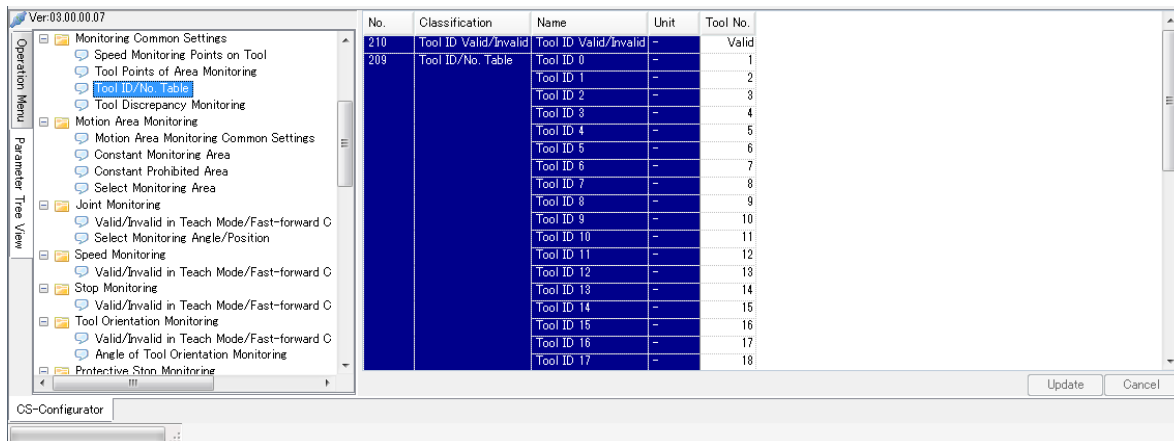 Ver:03.00.00.07
Operation Menu
Parameter Tree View
Monitoring Common Settings
Speed Monitoring Points on Tool
Tool Points of Area Monitoring
Tool ID/No. Table
Tool Discrepancy Monitoring
Motion Area Monitoring
Motion Area Monitoring Common Settings
Constant Monitoring Area
Constant Prohibited Area
Select Monitoring Area
Joint Monitoring
Valid/Invalid in Teach Mode/Fast-forward C
Select Monitoring Angle/Position
Speed Monitoring
Valid/Invalid in Teach Mode/Fast-forward C
Stop Monitoring
Valid/Invalid in Teach Mode/Fast-forward C
Tool Orientation Monitoring
Valid/Invalid in Teach Mode/Fast-forward C
Angle of Tool Orientation Monitoring
Protective Stop Monitoring
No. Classification Name Unit Tool No.
210 Tool ID Valid/Invalid Tool ID Valid/Invalid - Valid
209 Tool ID/No. Table Tool ID 0 - 1
Tool ID 1 - 2
Tool ID 2 - 3
Tool ID 3 - 4
Tool ID 4 - 5
Tool ID 5 - 6
Tool ID 6 - 7
Tool ID 7 - 8
Tool ID 8 - 9
Tool ID 9 - 10
Tool ID 10 - 11
Tool ID 11 - 12
Tool ID 12 - 13
Tool ID 13 - 14
Tool ID 14 - 15
Tool ID 15 - 16
Tool ID 16 - 17
Tool ID 17 - 18
Update Cancel
CS-Configurator